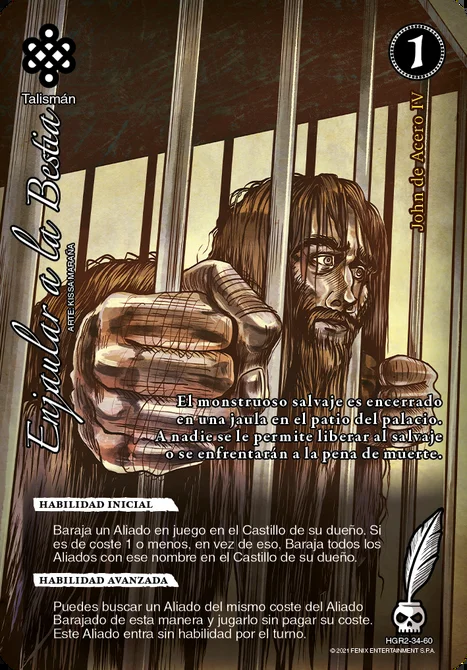 1
Talismán
Enjaular a la Bestia
ARTE: KISSA MARAÑA
John de Acero IV
El monstruoso salvaje es encerrado
en una jaula en el patio del palacio.
A nadie se le permite liberar al salvaje
o se enfrentarán a la pena de muerte.
HABILIDAD INICIAL
Baraja un Aliado en juego en el Castillo de su dueño. Si
es de coste 1 o menos, en vez de eso, Baraja todos los
Aliados con ese nombre en el Castillo de su dueño.
HABILIDAD AVANZADA
Puedes buscar un Aliado del mismo coste del Aliado
Barajado de esta manera y jugarlo sin pagar su coste.
Este Aliado entra sin habilidad por el turno.
HGR2-34-60
© 2021 FENIX ENTERTAINMENT S.P.A.